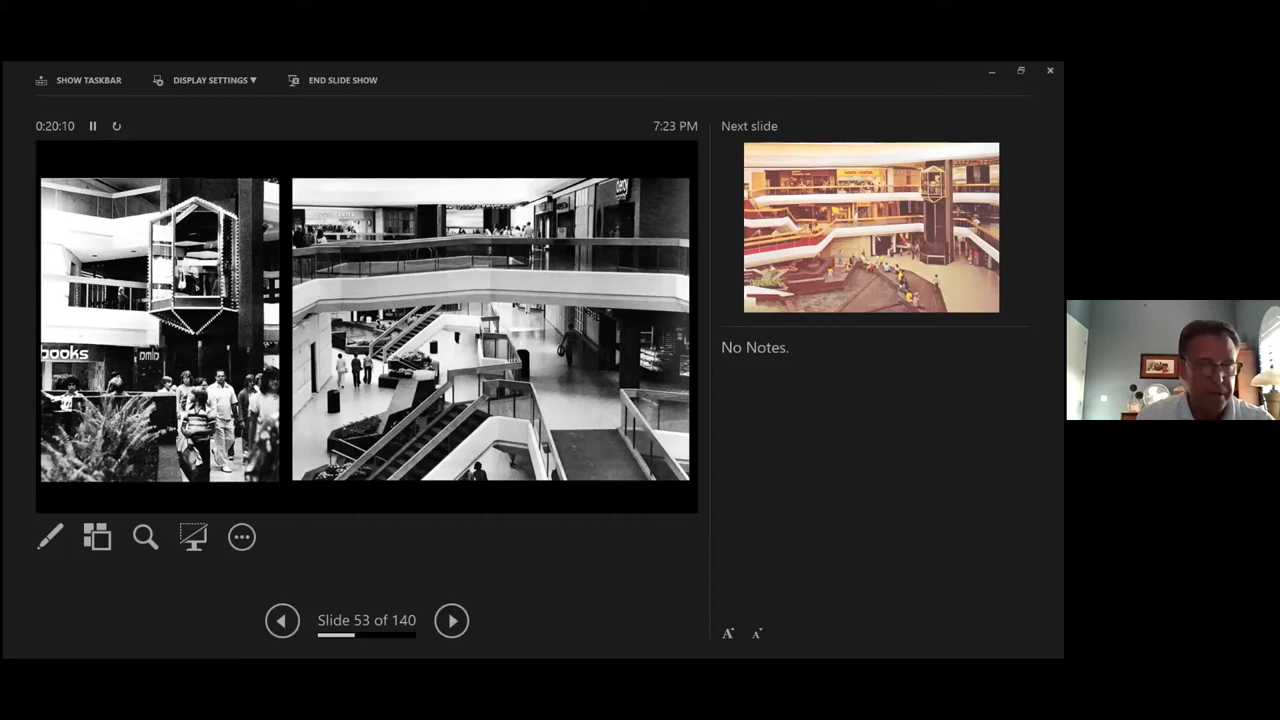 SHOW TASKBAR
DISPLAY SETTINGS ▼
END SLIDE SHOW
0:20:10
7:23 PM
Next slide
books
derby
No Notes.
Slide 53 of 140
A A